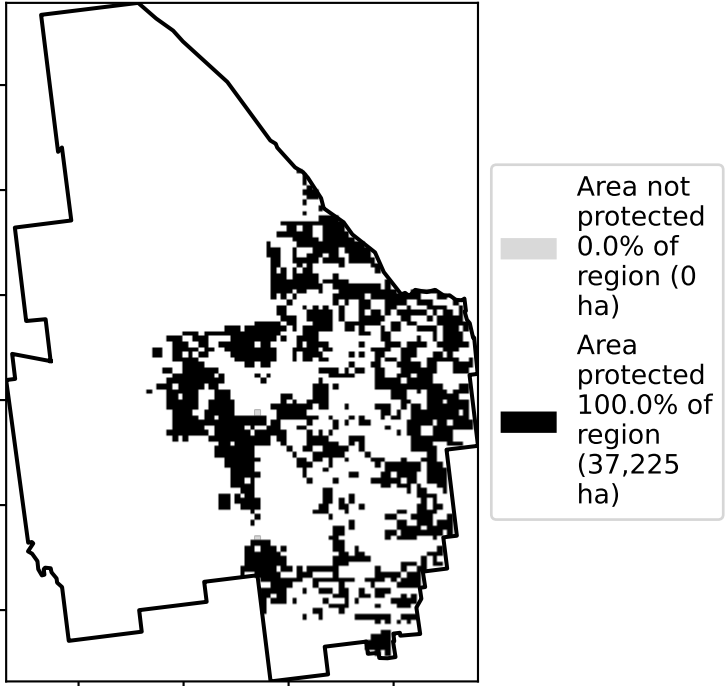 Area not
protected
0.0% of
region (0
ha)
Area
protected
100.0% of
region
(37,225
ha)